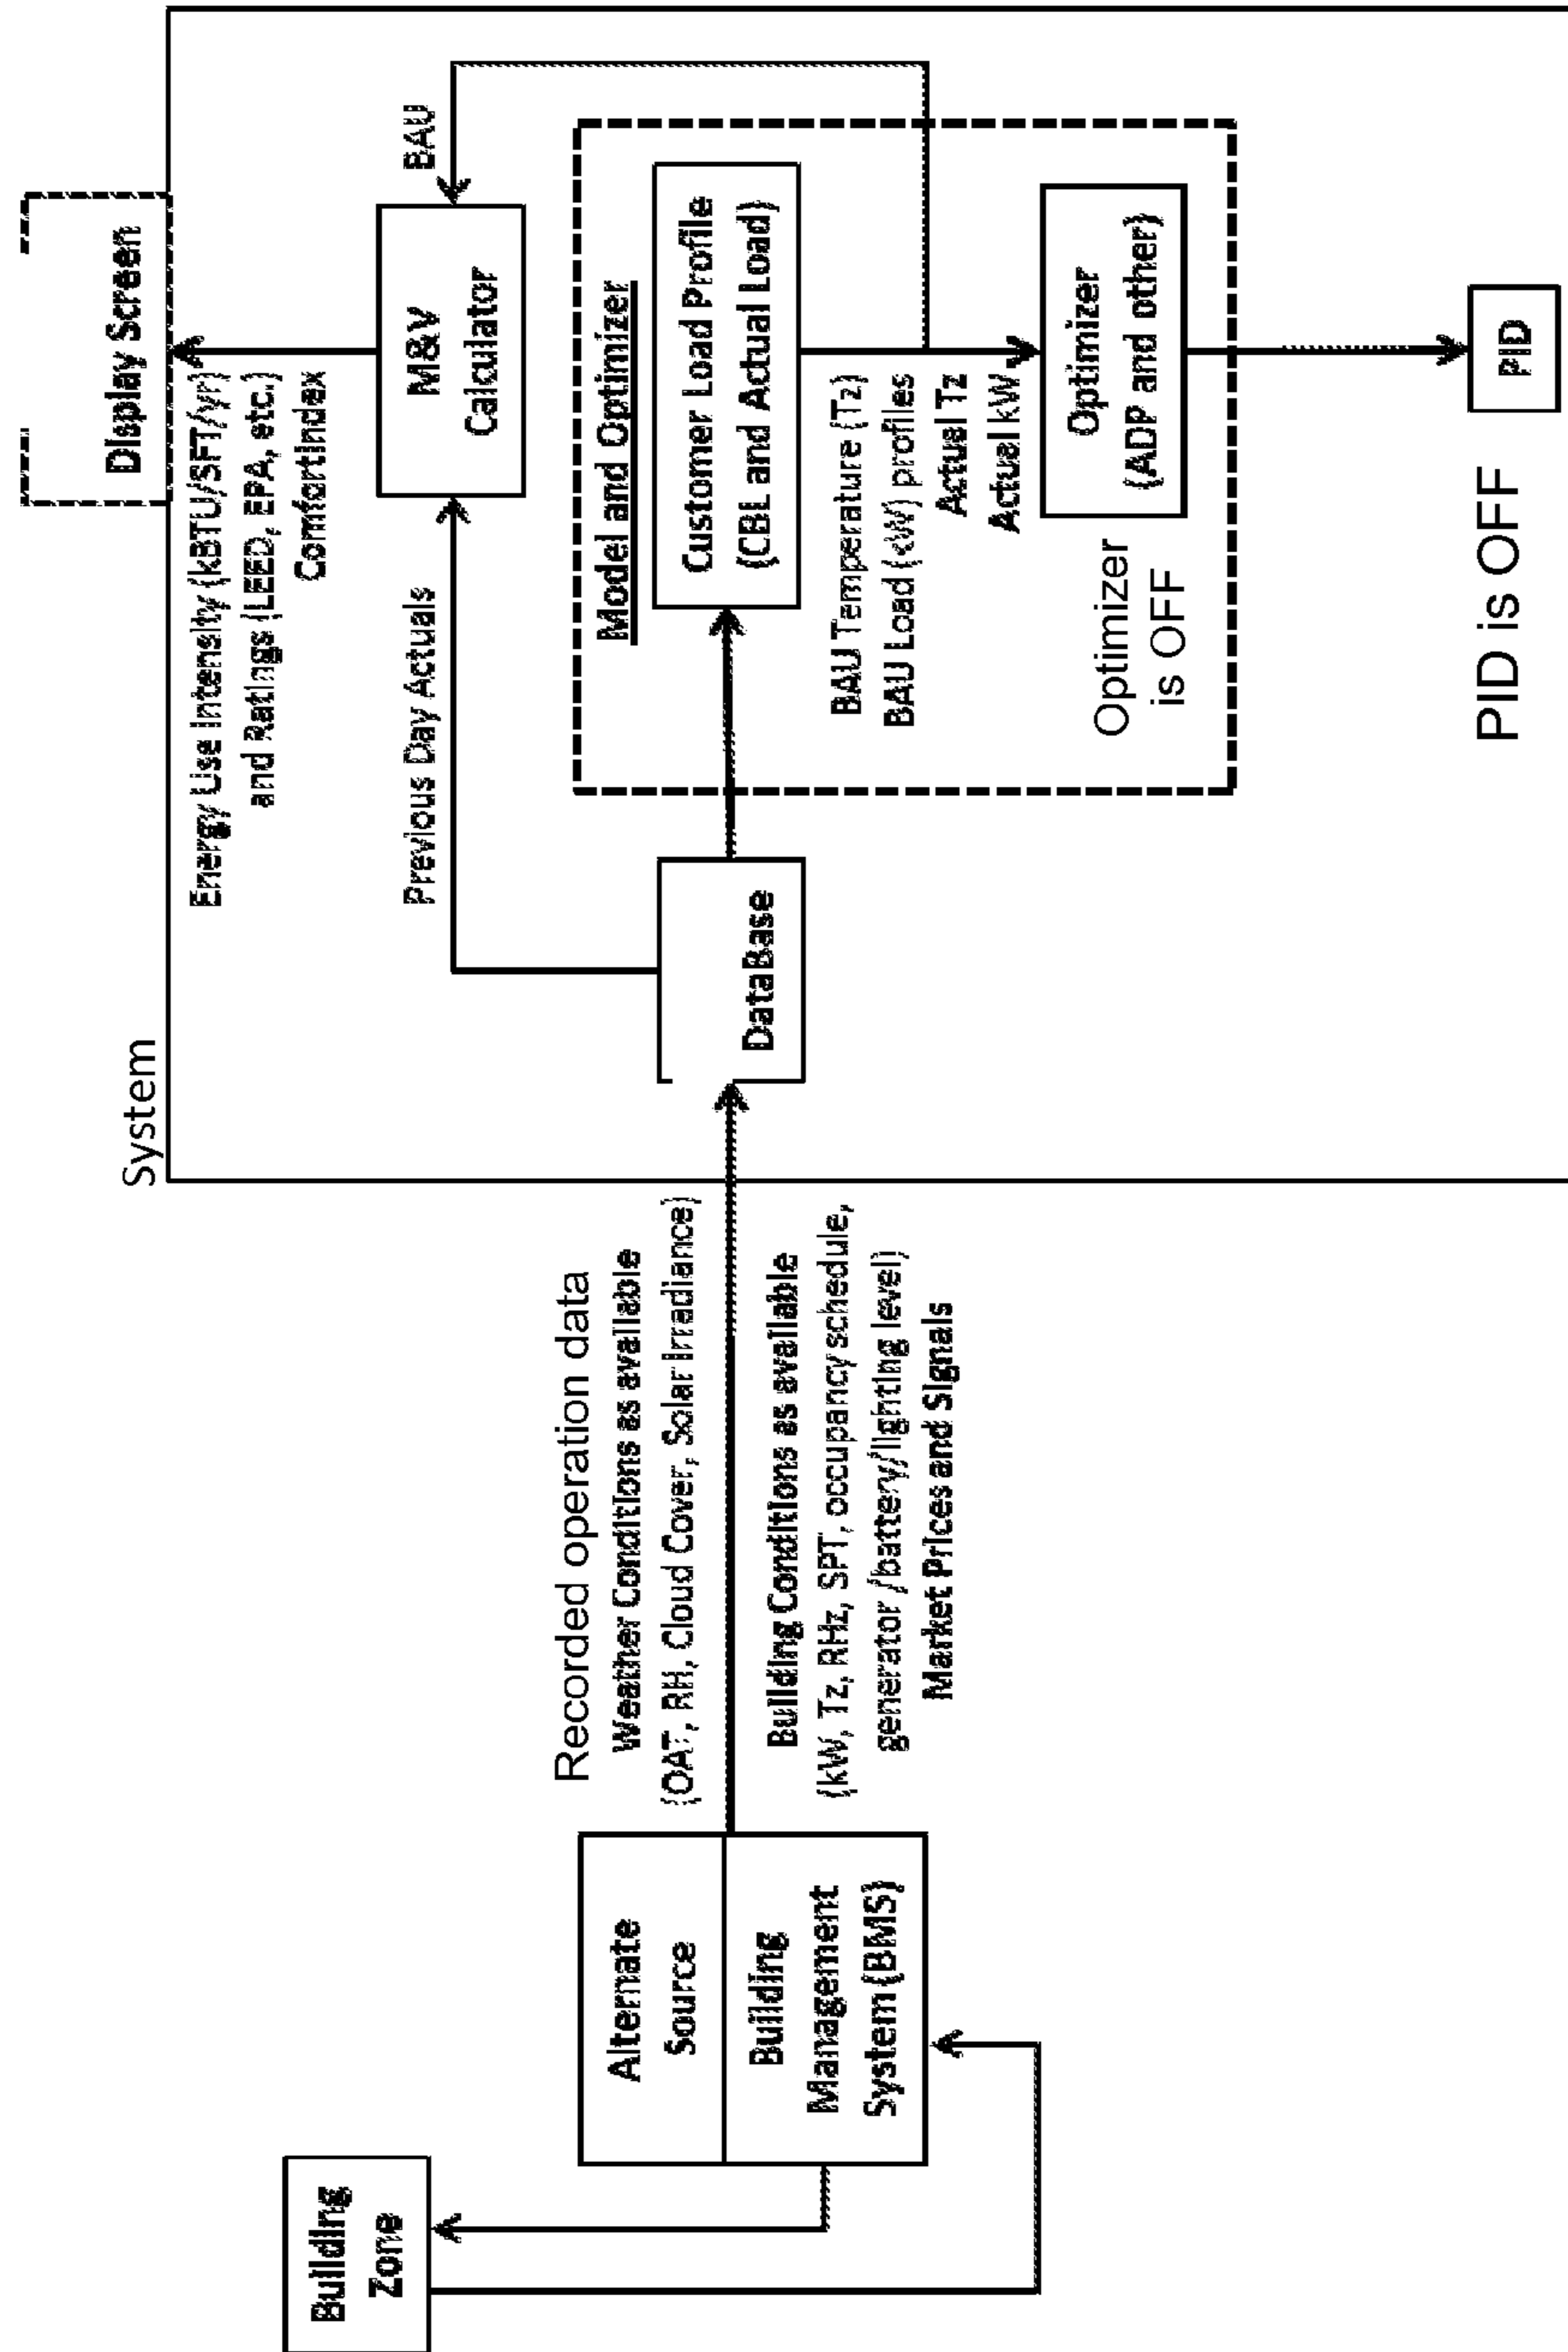 System
Display Screen
Energy Use Intensity (kBTU/SFT/yr)
and Ratings (LEED, EPA, etc.)
ComfortIndex
Previous Day Actuals
BAU
M&V
Calculator
Model and Optimizer
Customer Load Profile
(CBL and Actual Load)
BAU Temperature (Tz)
BAU Load (kW) profiles
Actual Tz
Actual kW
Optimizer
is OFF
Optimizer
(ADP and other)
PID is OFF
PID
DataBase
Recorded operation data
Weather Conditions as available
(OAT, RH, Cloud Cover, Solar Irradiance)
Building Conditions as available
(kW, Tz, RHz, SPT, occupancy schedule,
generator/battery/lighting level)
Market Prices and Signals
Alternate
Source
Building
Management
System (BMS)
Building
Zone